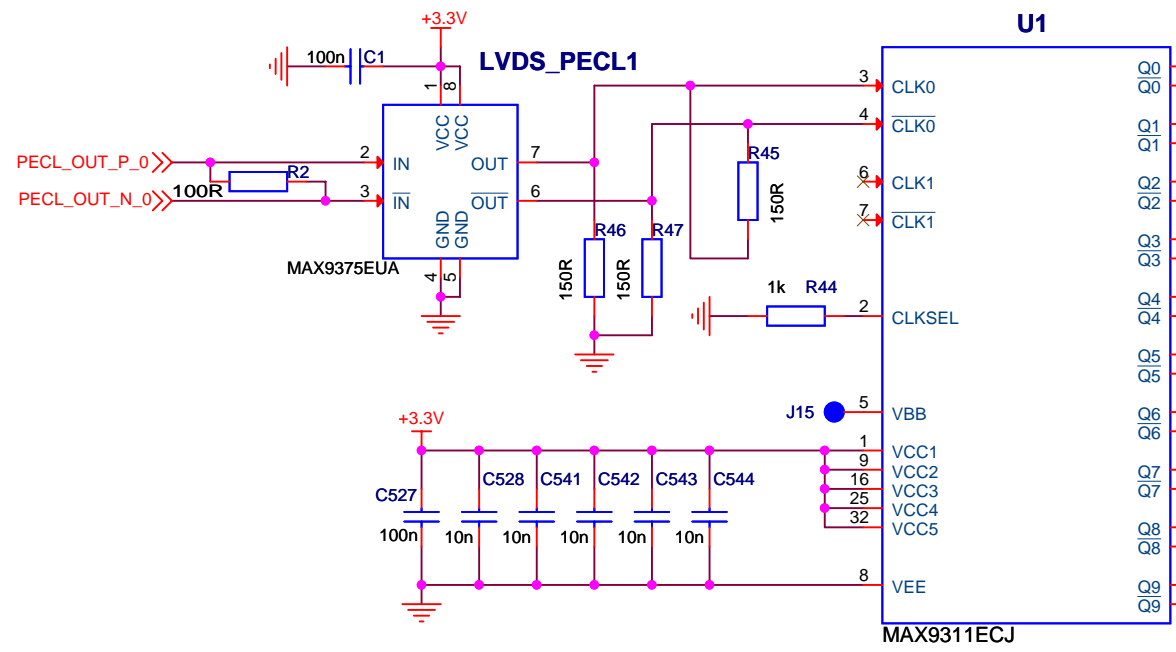 +3.3V
U1
100n C1
LVDS_PECL1
1 8
VCC
VCC
3 CLK0
4 CLK0
6 CLK1
7 CLK1
PECL_OUT_P_0
PECL_OUT_N_0
100R
R2
2 IN
3 IN
OUT 7
OUT 6
GND
GND
4 5
MAX9375EUA
R45
150R
R46
150R
R47
150R
1k R44
2 CLKSEL
J15
5 VBB
+3.3V
1 VCC1
9 VCC2
16 VCC3
25 VCC4
32 VCC5
C527
100n
C528
10n
C541
10n
C542
10n
C543
10n
C544
10n
8 VEE
Q0
Q0
Q1
Q1
Q2
Q2
Q3
Q3
Q4
Q4
Q5
Q5
Q6
Q6
Q7
Q7
Q8
Q8
Q9
Q9
MAX9311ECJ